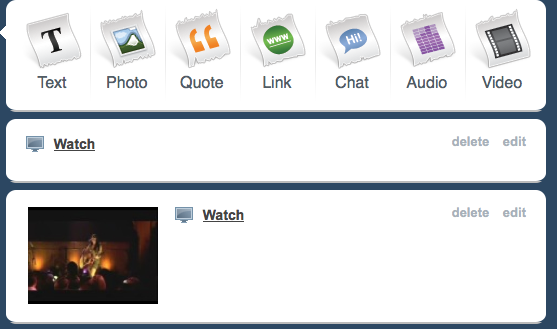 T
www
Hi!
Text Photo Quote Link Chat Audio Video
Watch delete edit
Watch delete edit